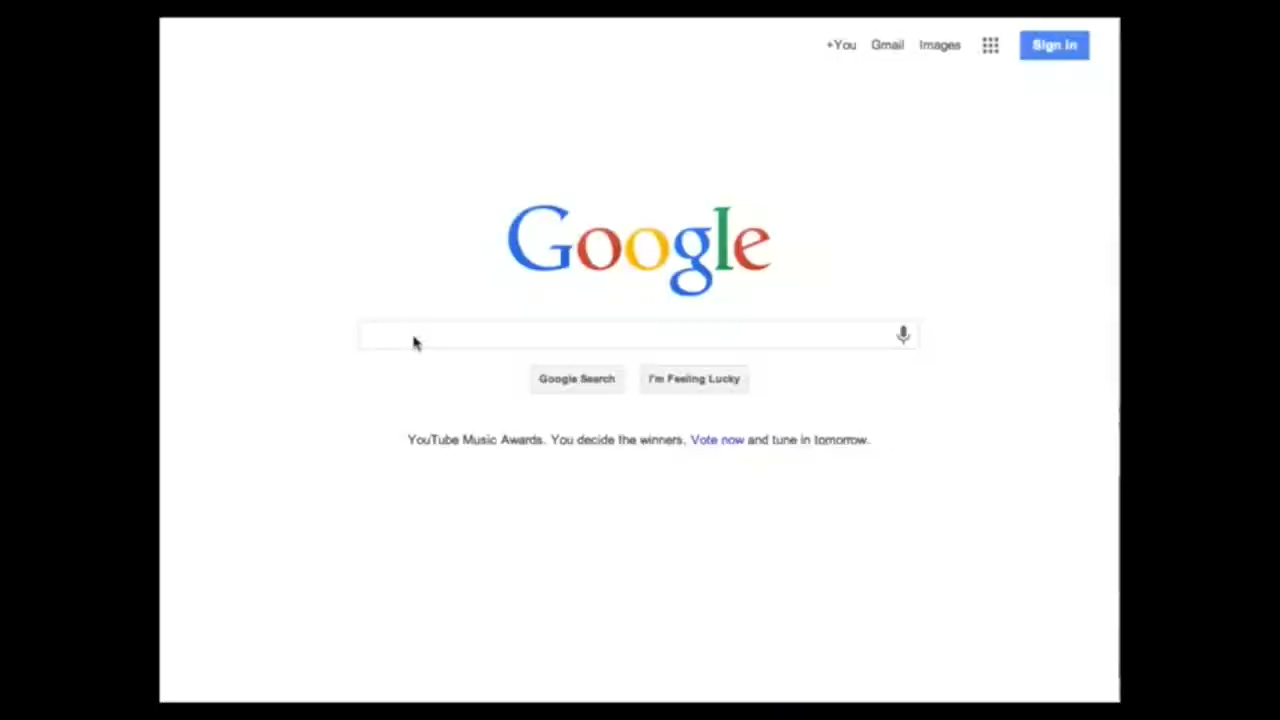 +You Gmail Images Sign in
Google
Google Search I'm Feeling Lucky
YouTube Music Awards. You decide the winners. Vote now and tune in tomorrow.